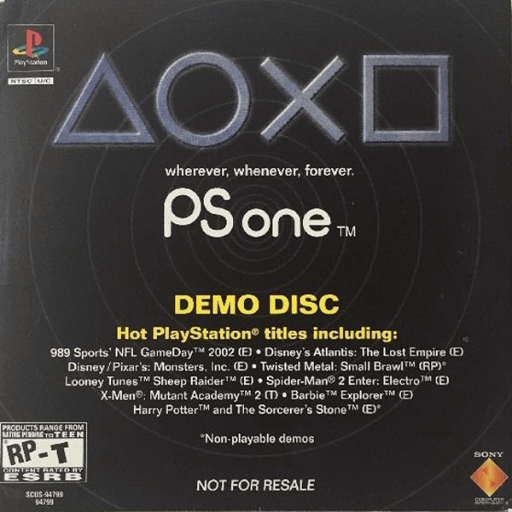 PlayStation
NTSC U/C
wherever, whenever, forever.
PS one ™
DEMO DISC
Hot PlayStation® titles including:
989 Sports' NFL GameDay™ 2002 (E) • Disney's Atlantis: The Lost Empire (E)
Disney/Pixar's: Monsters, Inc. (E) • Twisted Metal: Small Brawl™ (RP)*
Looney Tunes™ Sheep Raider™ (E) • Spider-Man® 2 Enter: Electro™ (E)
X-Men®: Mutant Academy™ 2 (T) • Barbie™ Explorer™ (E)
Harry Potter™ and The Sorcerer's Stone™ (E)*
*Non-playable demos
PRODUCTS RANGE FROM
RATING PENDING TO TEEN
RP-T
CONTENT RATED BY
ESRB
SCUS-94799
94799
NOT FOR RESALE
SONY
COMPUTER